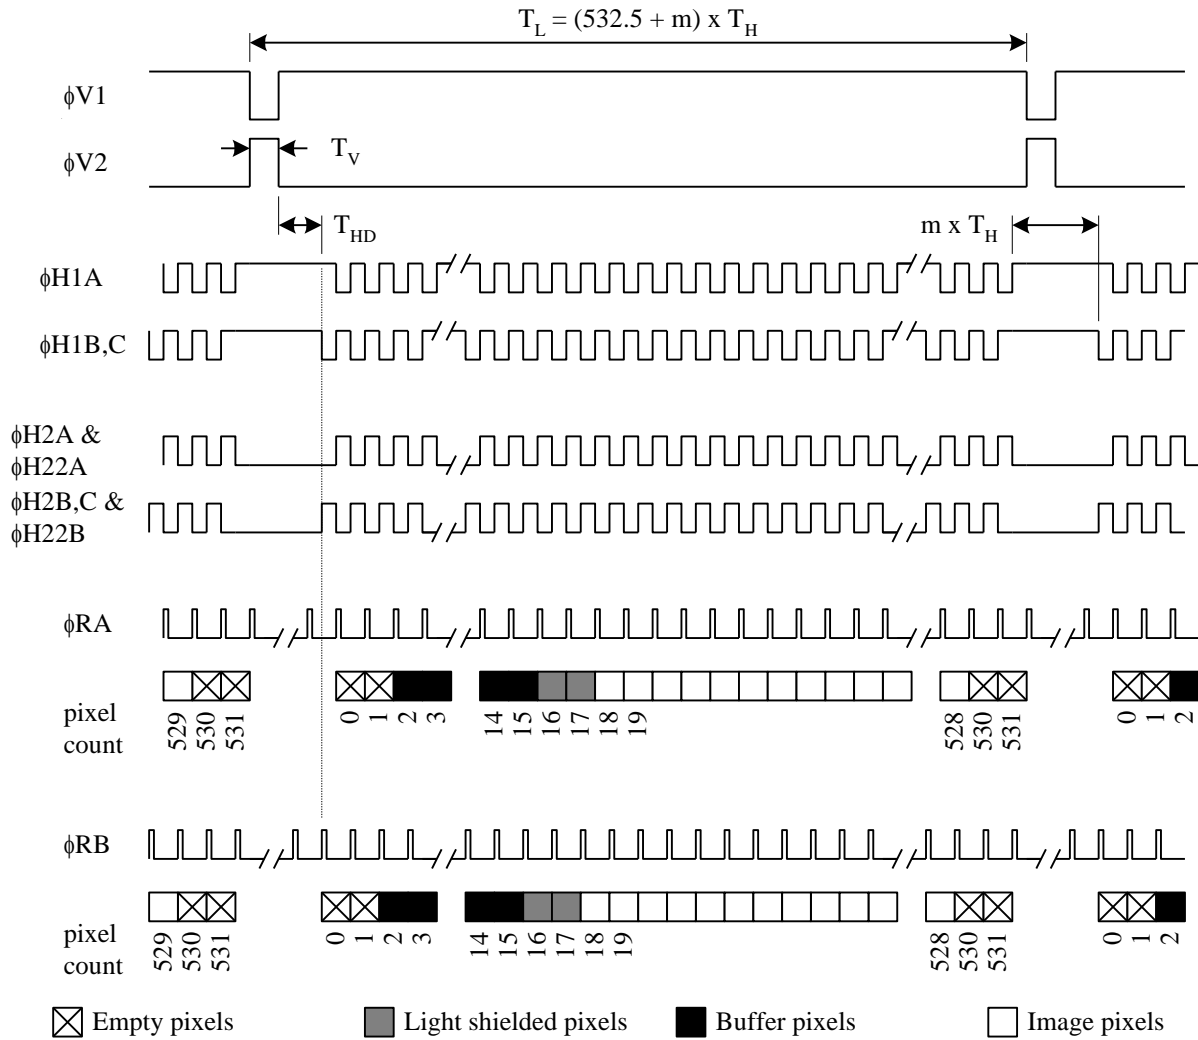 T_L = (532.5 + m) x T_H
ϕV1
T_V
ϕV2
T_HD
m x T_H
ϕH1A
ϕH1B,C
ϕH2A &
ϕH22A
ϕH2B,C &
ϕH22B
ϕRA
pixel
count
529 530 531 0 1 2 3 14 15 16 17 18 19 528 530 531 0 1 2
ϕRB
pixel
count
529 530 531 0 1 2 3 14 15 16 17 18 19 528 530 531 0 1 2
Empty pixels Light shielded pixels Buffer pixels Image pixels